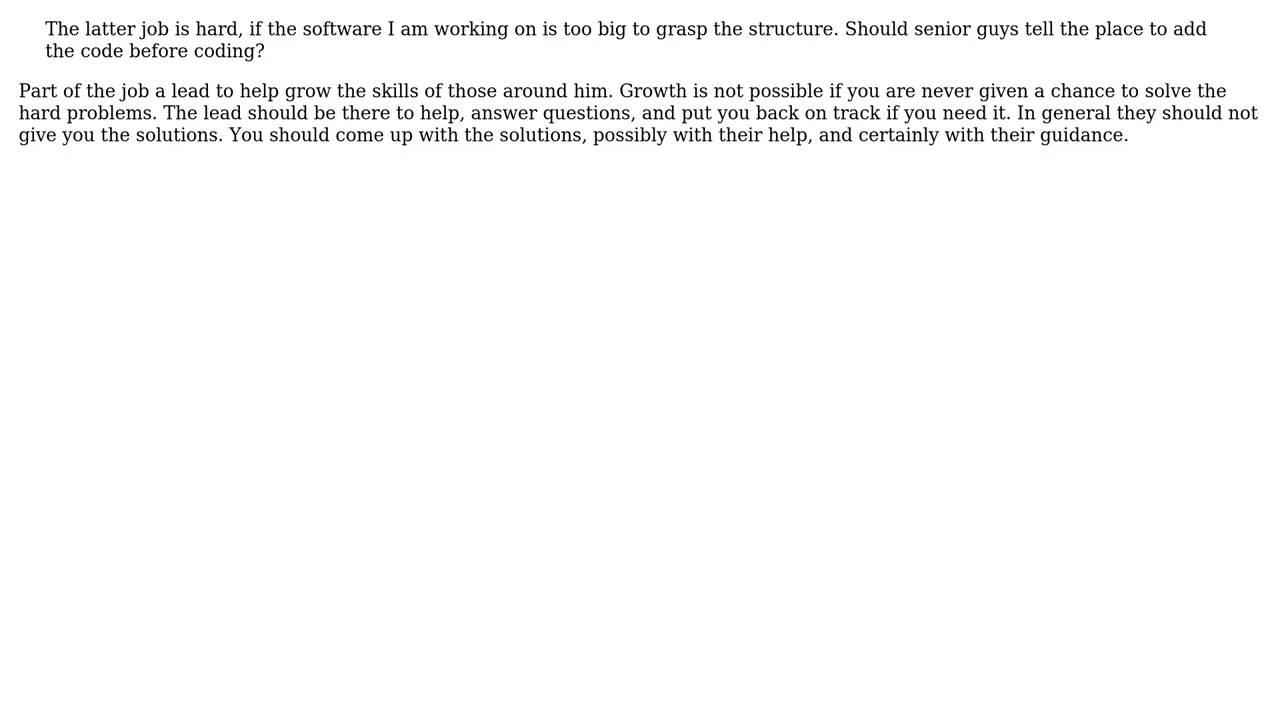 The latter job is hard, if the software I am working on is too big to grasp the structure. Should senior guys tell the place to add
the code before coding?
Part of the job a lead to help grow the skills of those around him. Growth is not possible if you are never given a chance to solve the
hard problems. The lead should be there to help, answer questions, and put you back on track if you need it. In general they should not
give you the solutions. You should come up with the solutions, possibly with their help, and certainly with their guidance.